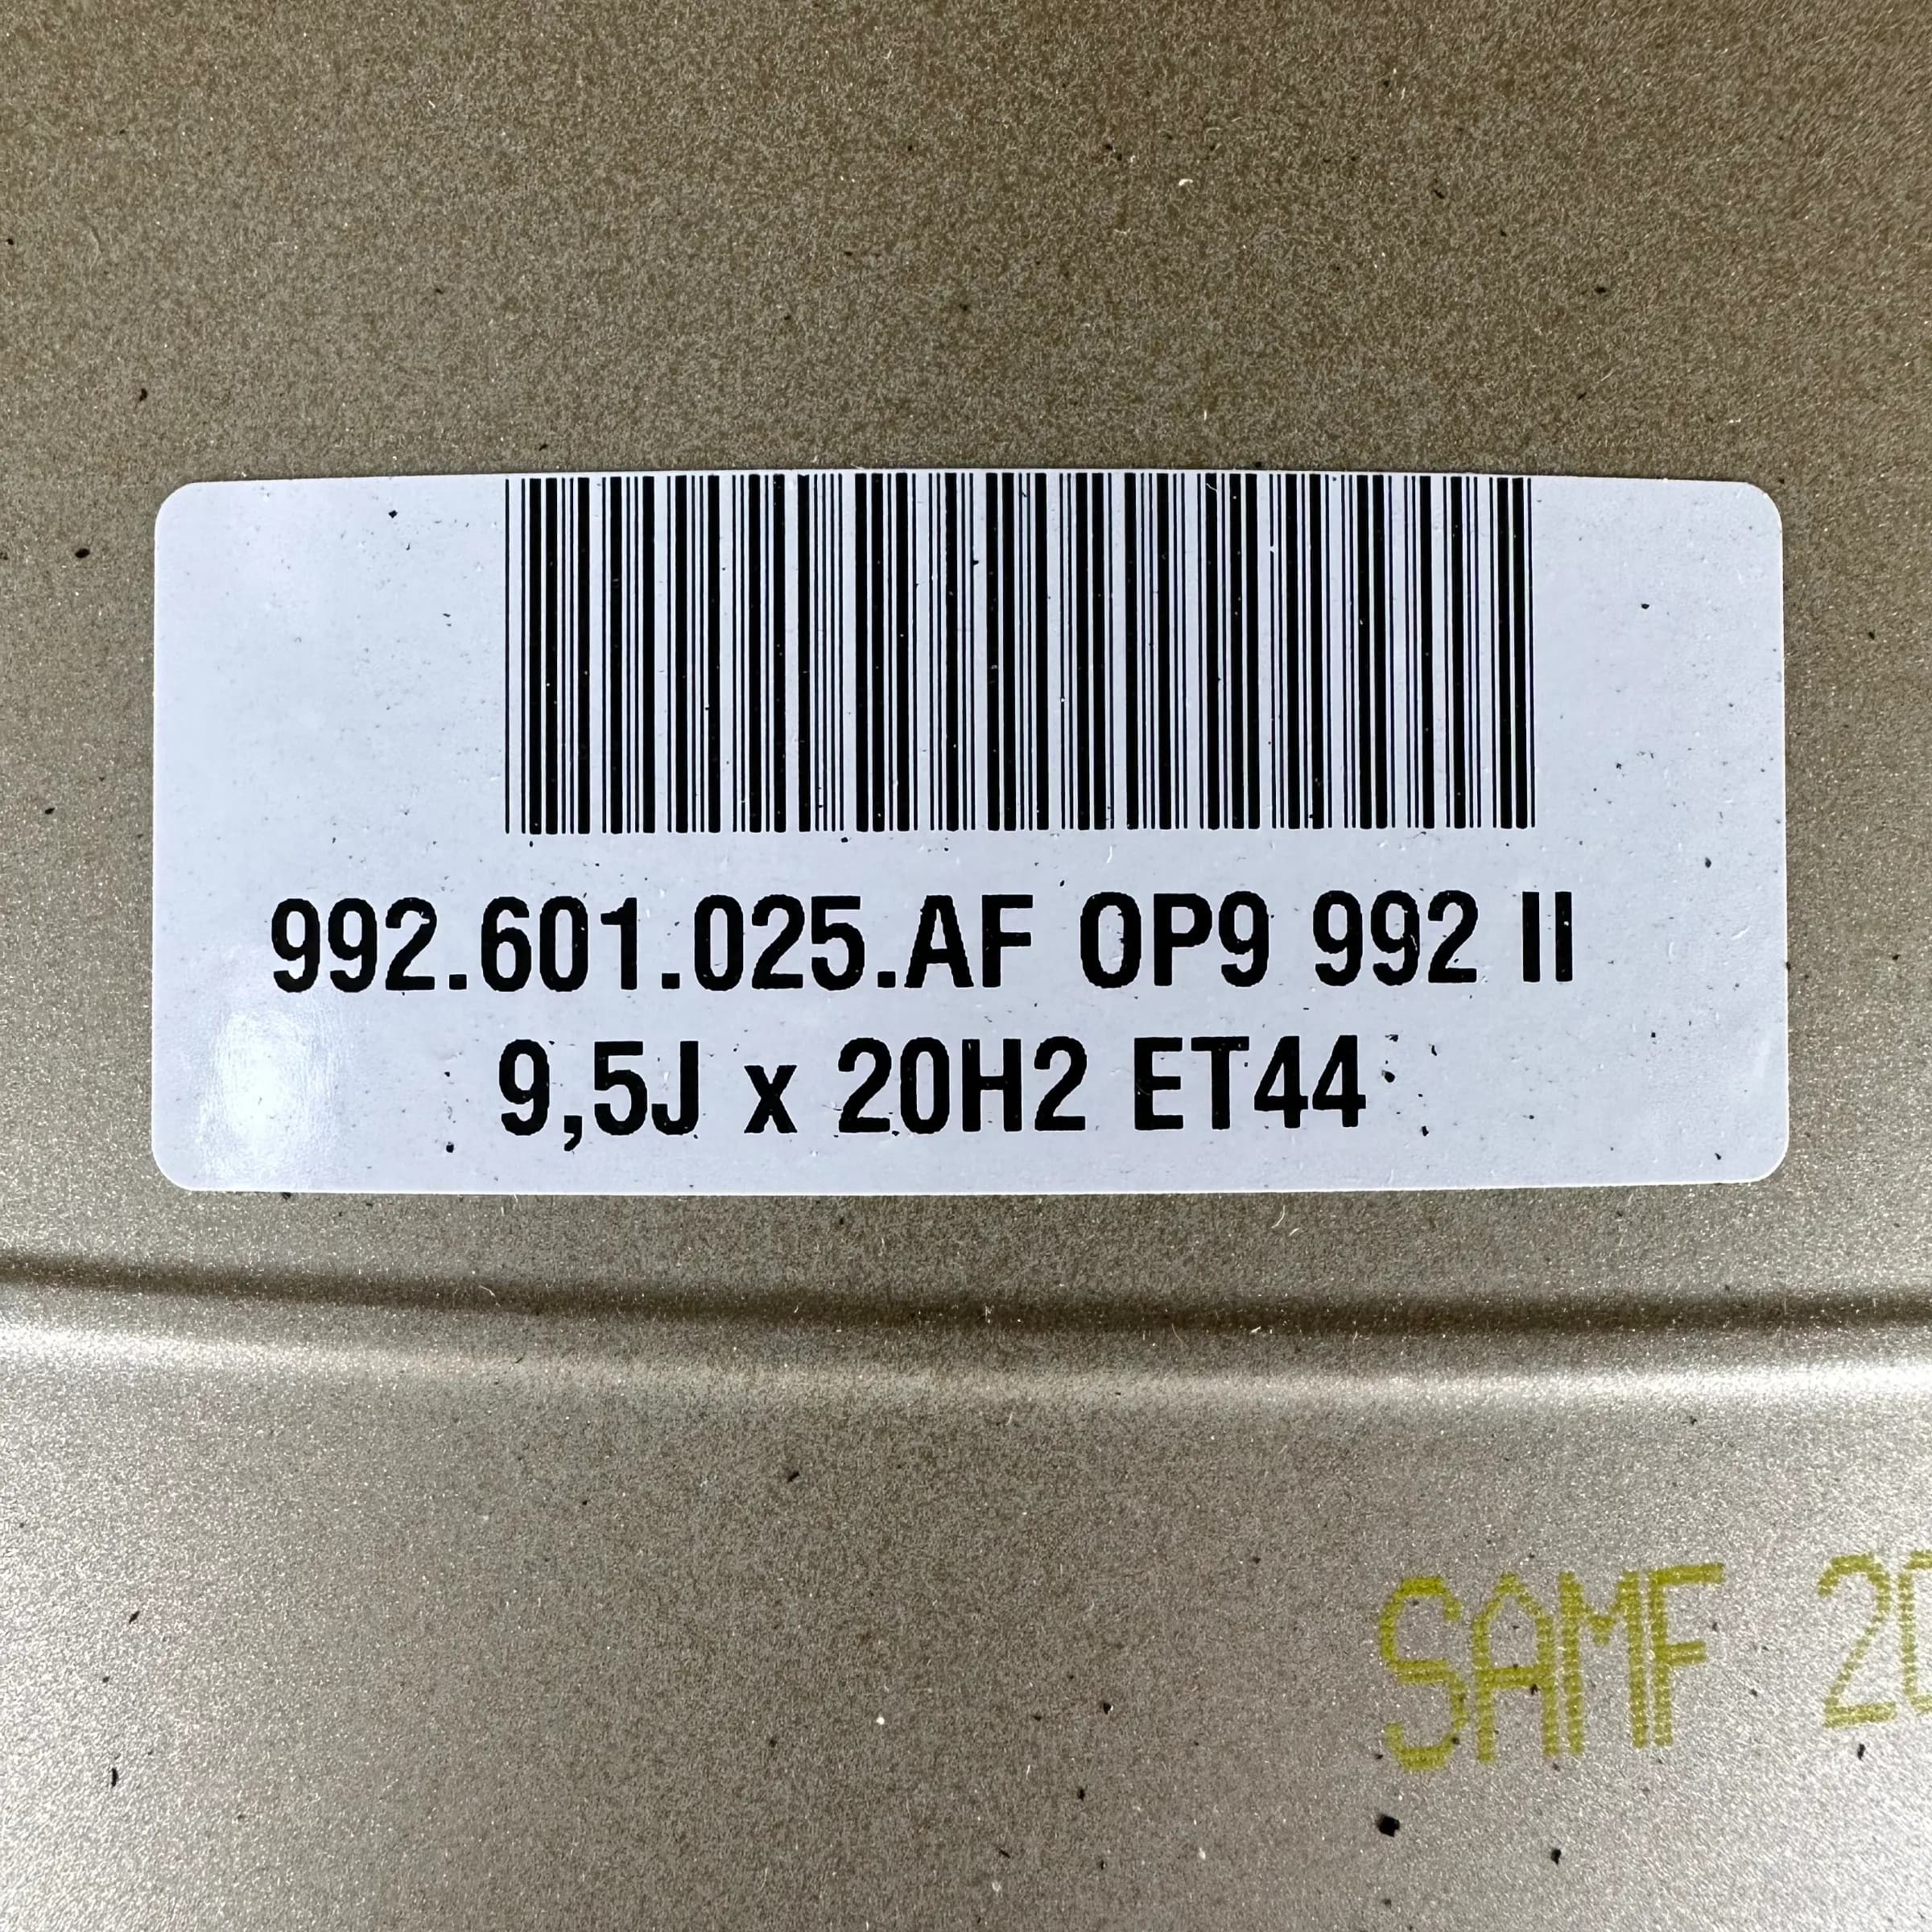 992.601.025.AF OP9 992 II
9,5J x 20H2 ET44
SAMF